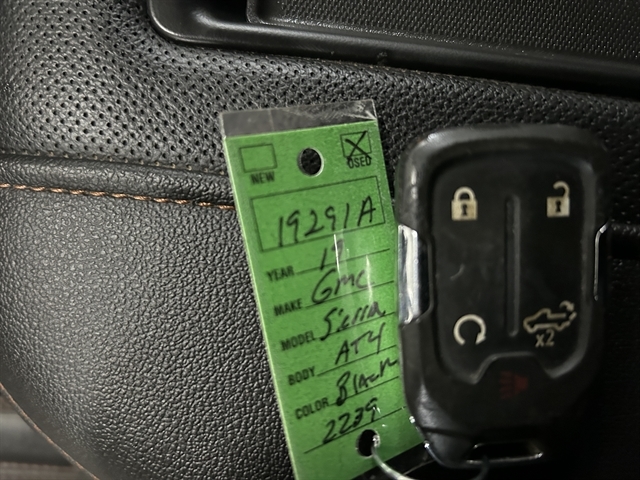 NEW USED
19291A
YEAR 19
MAKE GMC
MODEL Sierra
BODY AT4
COLOR Black
2239
x2